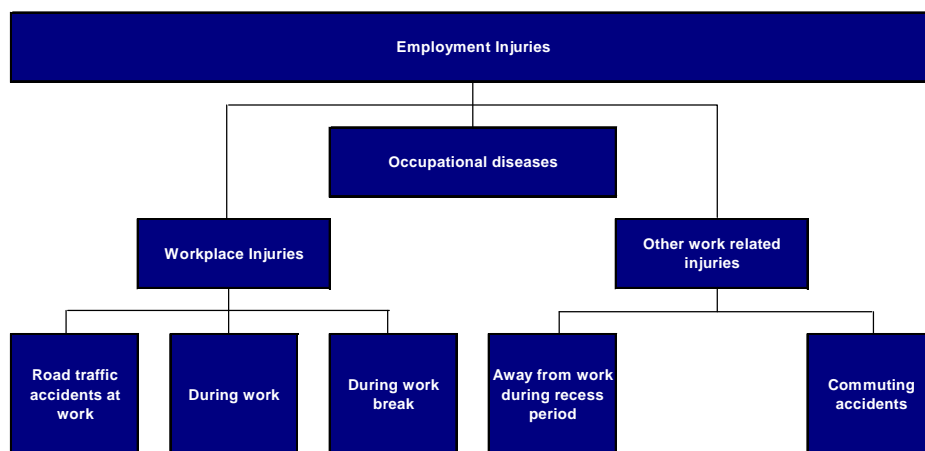 Employment Injuries
Occupational diseases
Workplace Injuries
Other work related
injuries
Road traffic
accidents at
work
During work
During work
break
Away from work
during recess
period
Commuting
accidents